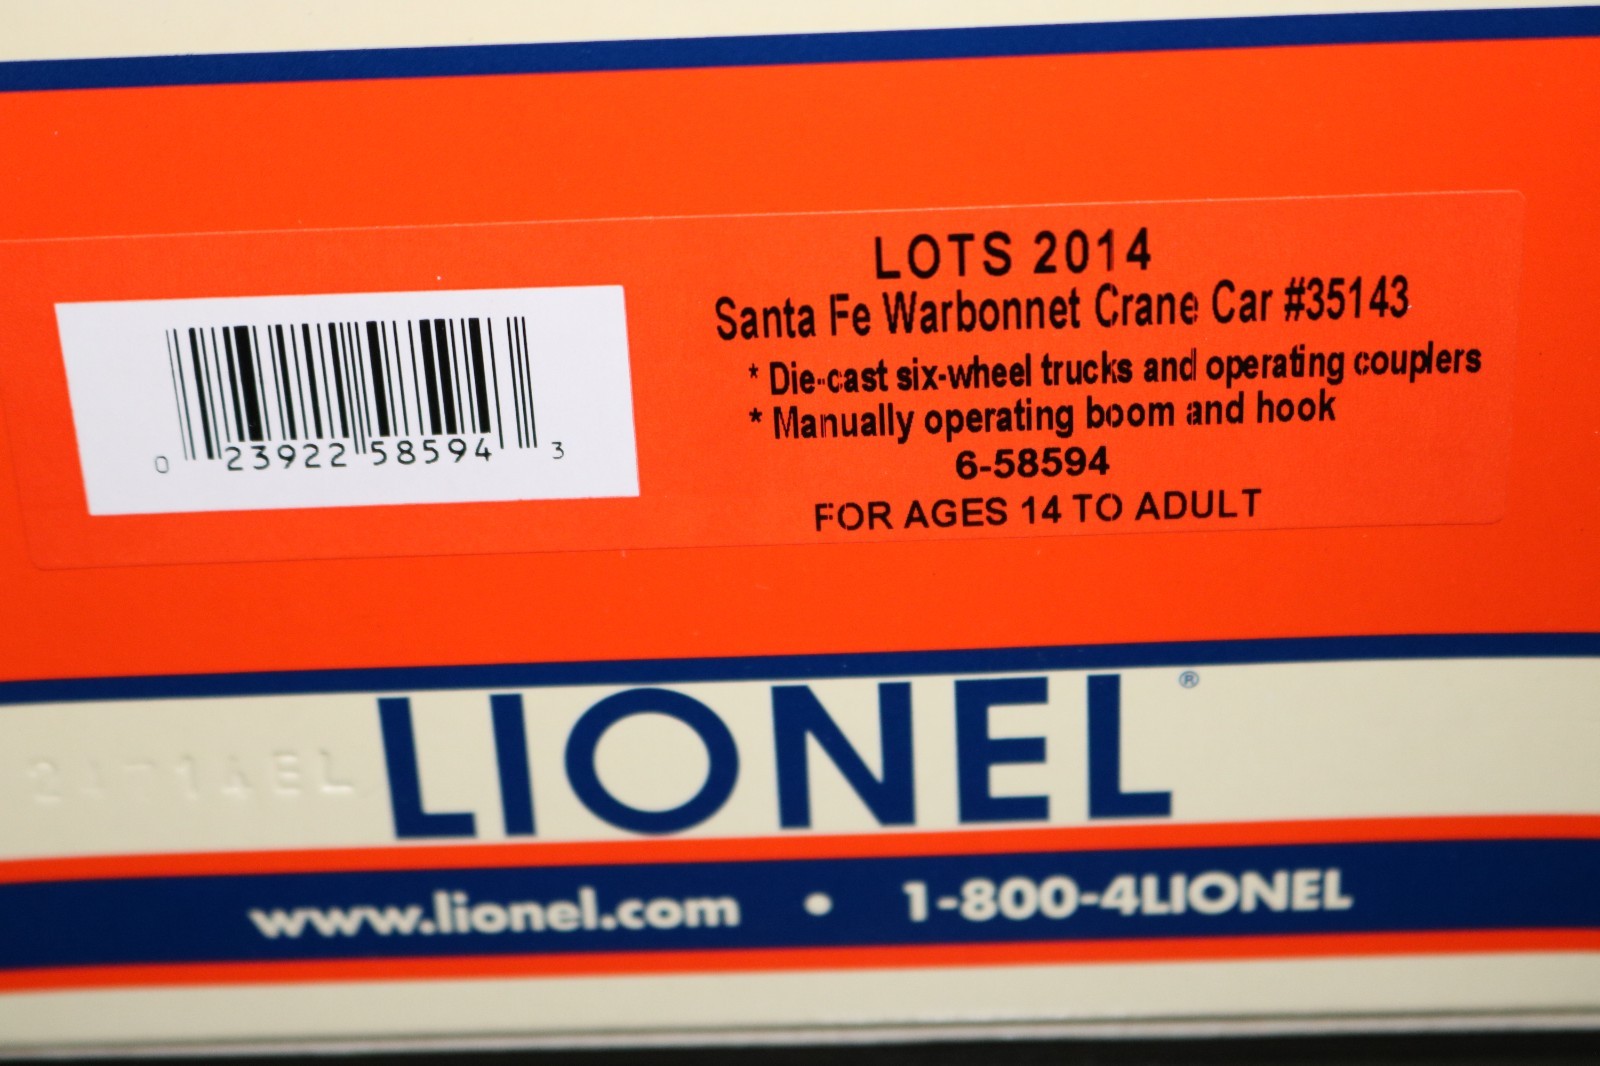 LOTS 2014
Santa Fe Warbonnet Crane Car #35143
* Die-cast six-wheel trucks and operating couplers
* Manually operating boom and hook
6-58594
FOR AGES 14 TO ADULT
0 23922 58594 3
LIONEL®
www.lionel.com • 1-800-4LIONEL